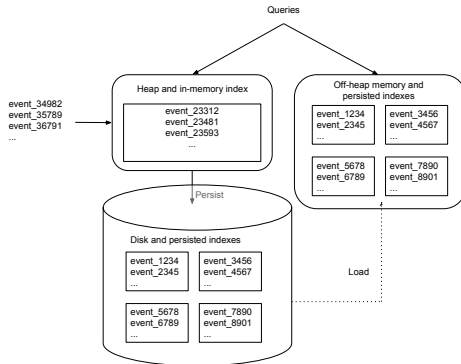 Queries
Heap and in-memory index
event_23312
event_23481
event_23593
...
event_34982
event_35789
event_36791
...
Off-heap memory and
persisted indexes
event_1234
event_2345
...
event_3456
event_4567
...
event_5678
event_6789
...
event_7890
event_8901
...
Persist
Disk and persisted indexes
event_1234
event_2345
...
event_3456
event_4567
...
event_5678
event_6789
...
event_7890
event_8901
...
Load